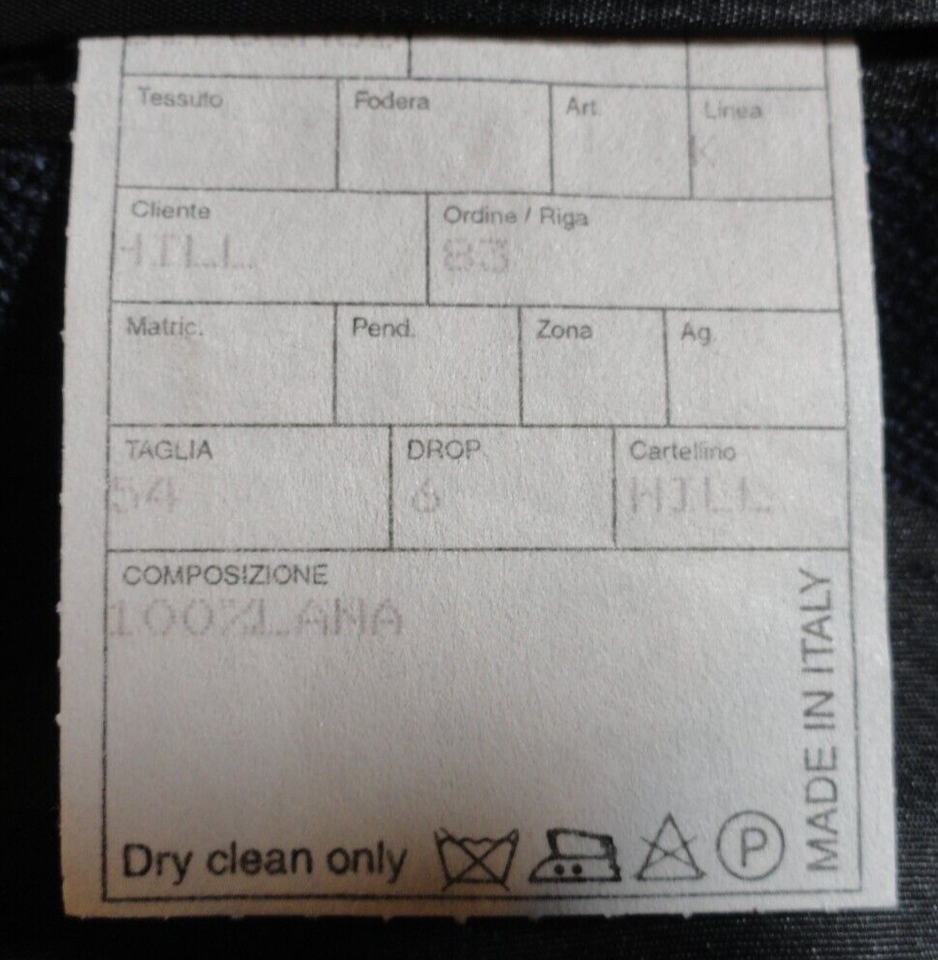 Tessuto Fodera Art. Linea
K
Cliente Ordine / Riga
HILL 83
Matric. Pend. Zona Ag.
TAGLIA DROP Cartellino
54 6 WILL
COMPOSIZIONE
100%LANA
MADE IN ITALY
Dry clean only P